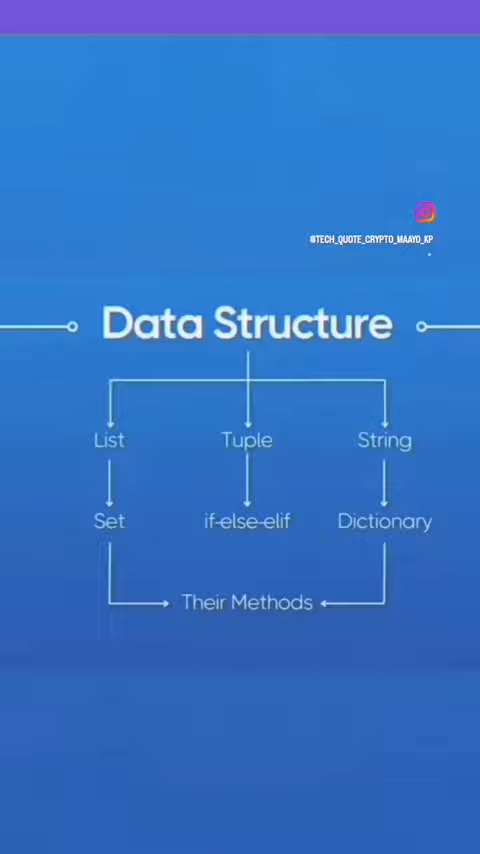 @TECH_QUOTE_CRYPTO_MAAYO_KP
Data Structure
List Tuple String
Set if-else-elif Dictionary
Their Methods